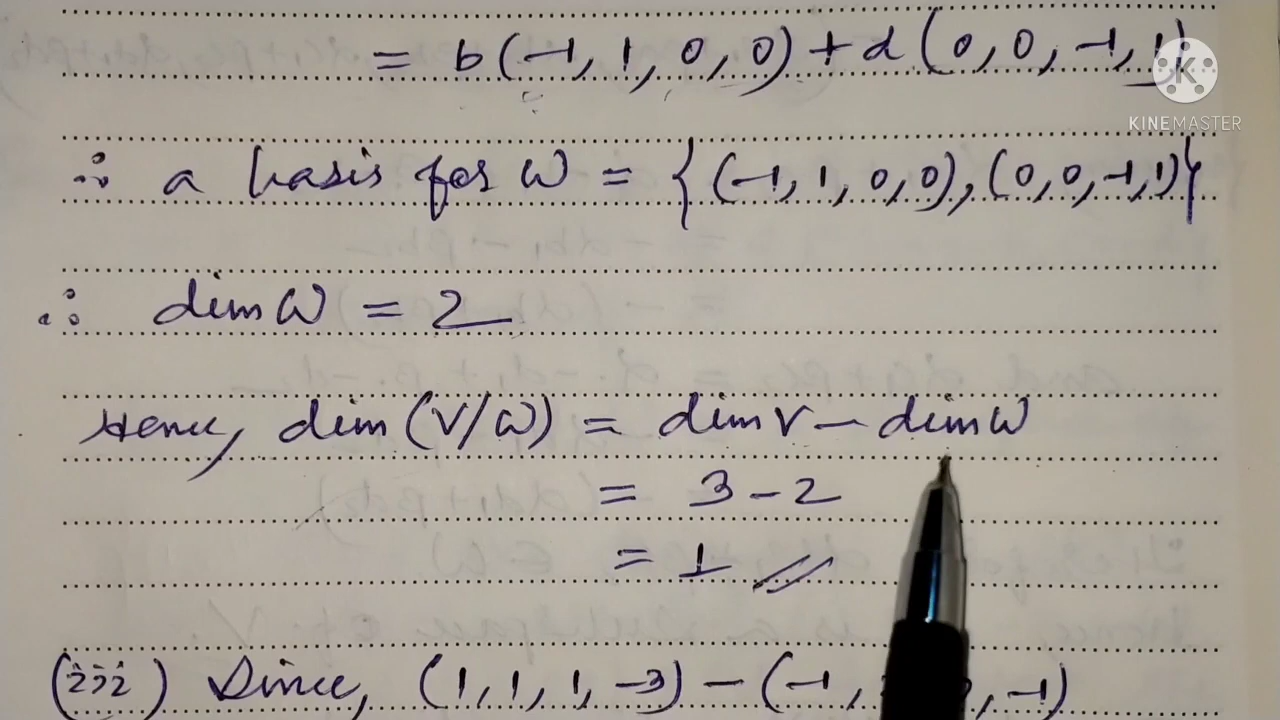 = b(-1, 1, 0, 0) + d(0, 0, -1, 1)
KINEMASTER
∴ a basis for W = {(-1, 1, 0, 0), (0, 0, -1, 1)}
∴ dim W = 2
Hence, dim (V/W) = dim V - dim W
= 3 - 2
= 1 //
(iii) Since, (1, 1, 1, -3) - (-1, , -1)